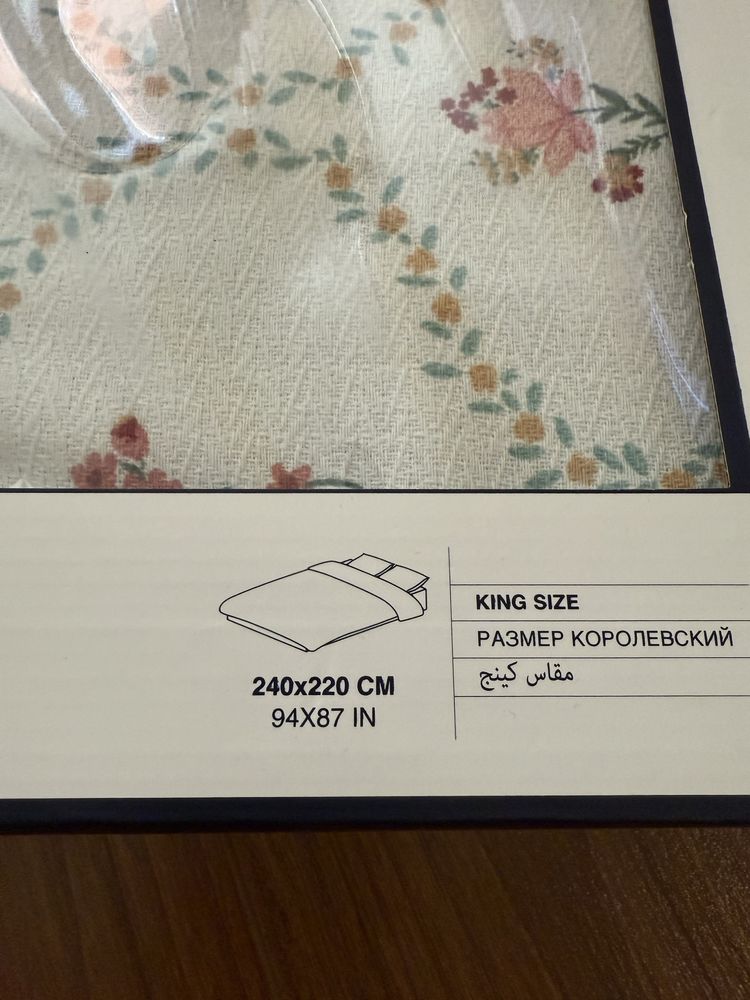 240x220 CM
94X87 IN
KING SIZE
РАЗМЕР КОРОЛЕВСКИЙ
مقاس كينج